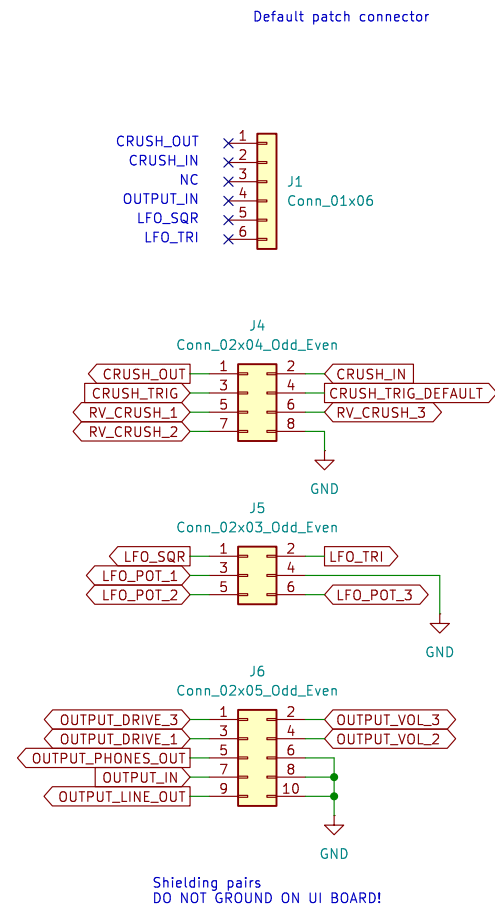 Default patch connector
CRUSH_OUT 1
CRUSH_IN 2
NC 3
J1
OUTPUT_IN 4
Conn_01x06
LFO_SQR 5
LFO_TRI 6
J4
Conn_02x04_Odd_Even
CRUSH_OUT 1 2 CRUSH_IN
CRUSH_TRIG 3 4 CRUSH_TRIG_DEFAULT
RV_CRUSH_1 5 6 RV_CRUSH_3
RV_CRUSH_2 7 8
GND
J5
Conn_02x03_Odd_Even
LFO_SQR 1 2 LFO_TRI
LFO_POT_1 3 4
LFO_POT_2 5 6 LFO_POT_3
GND
J6
Conn_02x05_Odd_Even
OUTPUT_DRIVE_3 1 2 OUTPUT_VOL_3
OUTPUT_DRIVE_1 3 4 OUTPUT_VOL_2
OUTPUT_PHONES_OUT 5 6
OUTPUT_IN 7 8
OUTPUT_LINE_OUT 9 10
GND
Shielding pairs
DO NOT GROUND ON UI BOARD!